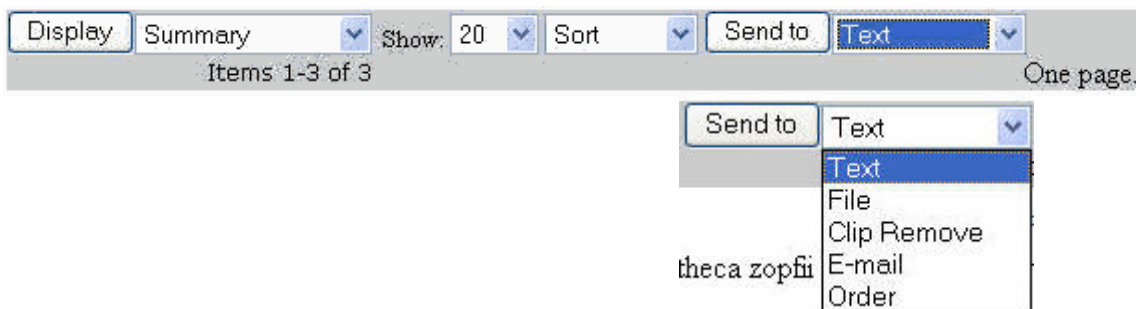 Display Summary Show: 20 Sort Send to Text
Items 1-3 of 3 One page.
Send to Text
Text
File
Clip Remove
theca zopfii E-mail
Order